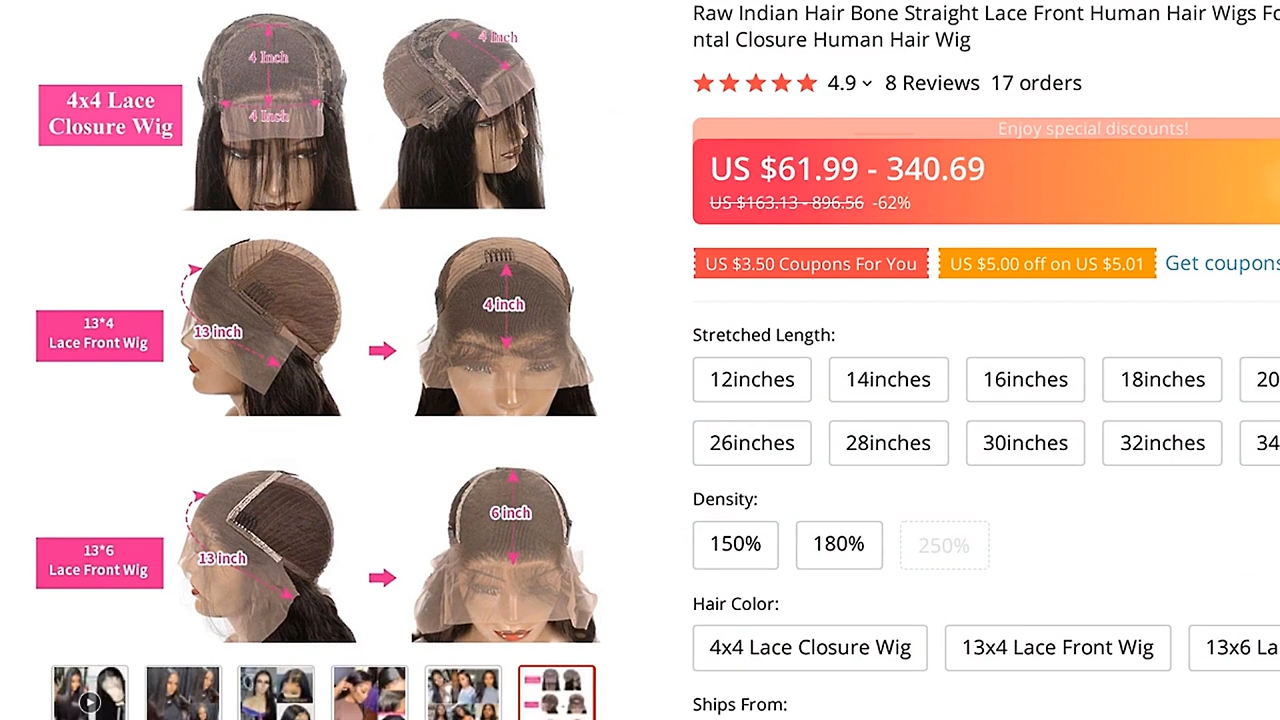 4 Inch
4 Inch
4x4 Lace
Closure Wig
4 Inch
13*4
Lace Front Wig
13 inch
4 inch
13*6
Lace Front Wig
13 inch
6 inch
Raw Indian Hair Bone Straight Lace Front Human Hair Wigs Fo
ntal Closure Human Hair Wig
4.9 8 Reviews 17 orders
Enjoy special discounts!
US $61.99 - 340.69
US $163.13 - 896.56 -62%
US $3.50 Coupons For You US $5.00 off on US $5.01 Get coupons
Stretched Length:
12inches 14inches 16inches 18inches 20
26inches 28inches 30inches 32inches 34
Density:
150% 180% 250%
Hair Color:
4x4 Lace Closure Wig 13x4 Lace Front Wig 13x6 La
Ships From: